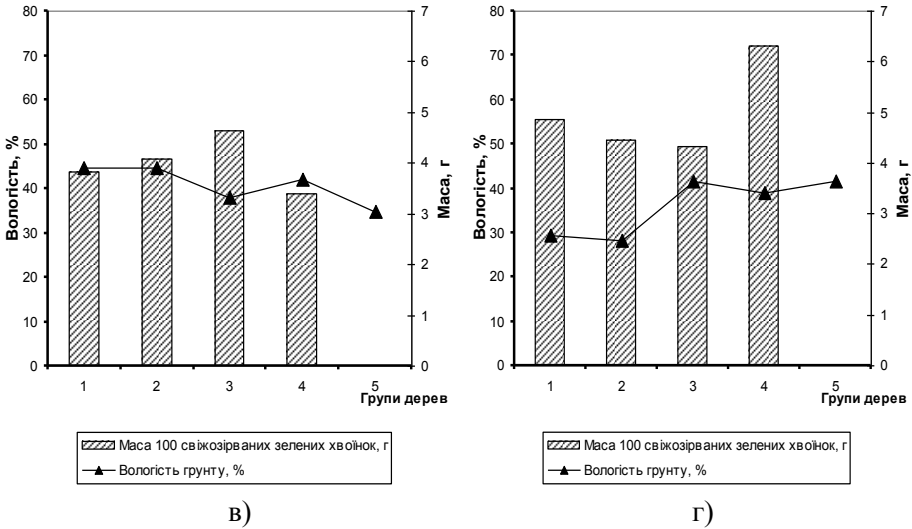 80
70
60
50
40
30
20
10
0
Вологість, %
7
6
5
4
3
2
1
0
Маса, г
1 2 3 4 5
Групи дерев
Маса 100 свіжозірваних зелених хвоїнок, г
Вологість грунту, %
в)
80
70
60
50
40
30
20
10
0
Вологість, %
7
6
5
4
3
2
1
0
Маса, г
1 2 3 4 5
Групи дерев
Маса 100 свіжозірваних зелених хвоїнок, г
Вологість грунту, %
г)